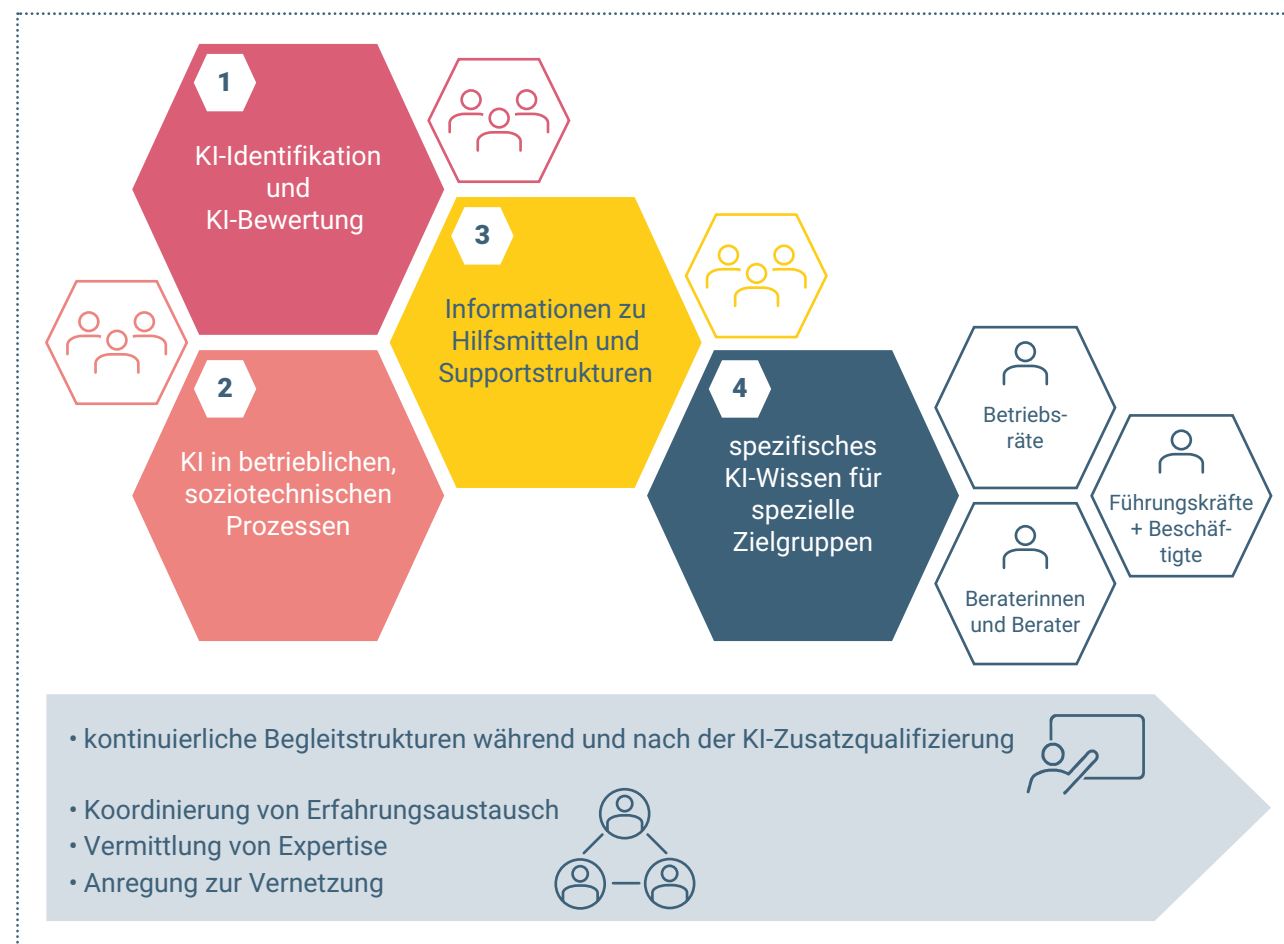 1
KI-Identifikation
und
KI-Bewertung
2
KI in betrieblichen,
soziotechnischen
Prozessen
3
Informationen zu
Hilfsmitteln und
Supportstrukturen
4
spezifisches
KI-Wissen für
spezielle
Zielgruppen
Betriebs-
räte
Führungskräfte
+ Beschäf-
tigte
Beraterinnen
und Berater
• kontinuierliche Begleitstrukturen während und nach der KI-Zusatzqualifizierung
• Koordinierung von Erfahrungsaustausch
• Vermittlung von Expertise
• Anregung zur Vernetzung